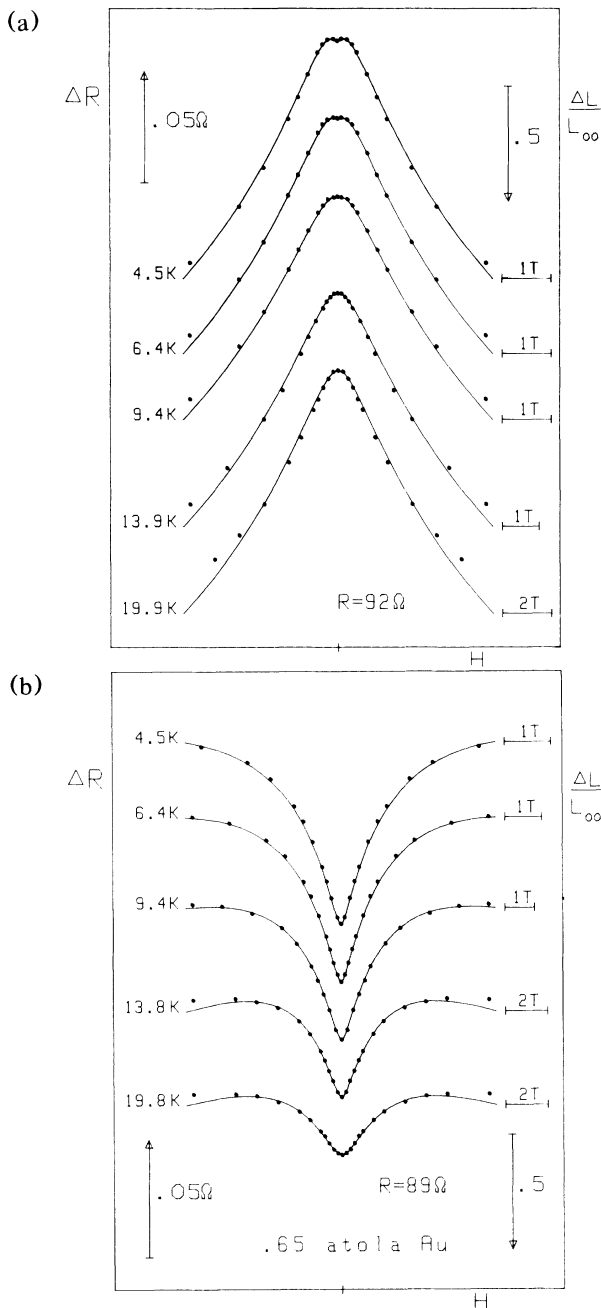 (a)
ΔR
.05Ω
.5
ΔL
L∞
4.5K
1T
6.4K
1T
9.4K
1T
13.9K
1T
19.9K
2T
R=92Ω
H
(b)
4.5K
1T
ΔR
ΔL
L∞
6.4K
1T
9.4K
1T
13.8K
2T
19.8K
2T
.05Ω
R=89Ω
.5
.65 atola Au
H